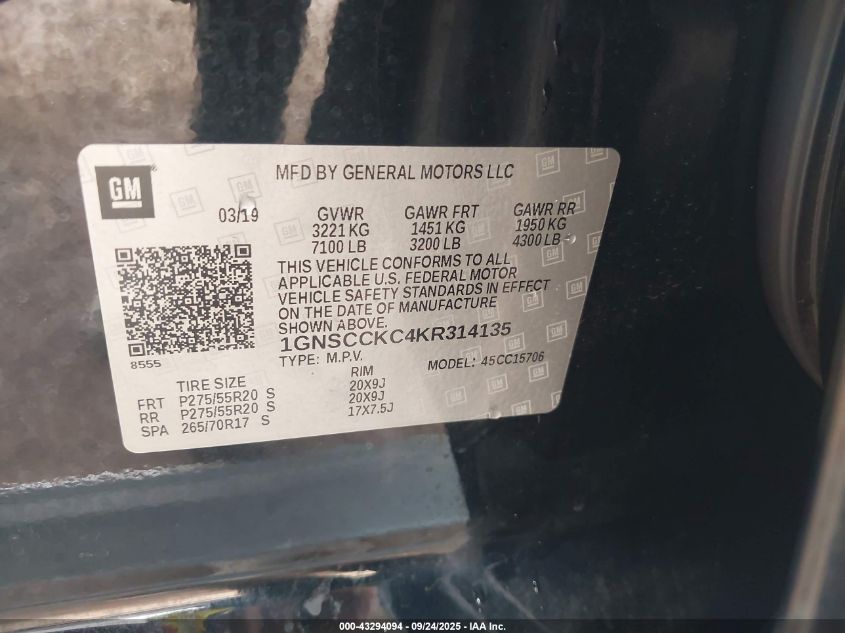 GM
MFD BY GENERAL MOTORS LLC
03/19 GVWR GAWR FRT GAWR RR
3221 KG 1451 KG 1950 KG
7100 LB 3200 LB 4300 LB
THIS VEHICLE CONFORMS TO ALL
APPLICABLE U.S. FEDERAL MOTOR
VEHICLE SAFETY STANDARDS IN EFFECT
ON THE DATE OF MANUFACTURE
SHOWN ABOVE.
1GNSCCKC4KR314135
8555
TYPE: M.P.V. MODEL: 45CC15706
TIRE SIZE RIM
FRT P275/55R20 S 20X9J
RR P275/55R20 S 20X9J
SPA 265/70R17 S 17X7.5J
000-43294094 - 09/24/2025 - IAA Inc.